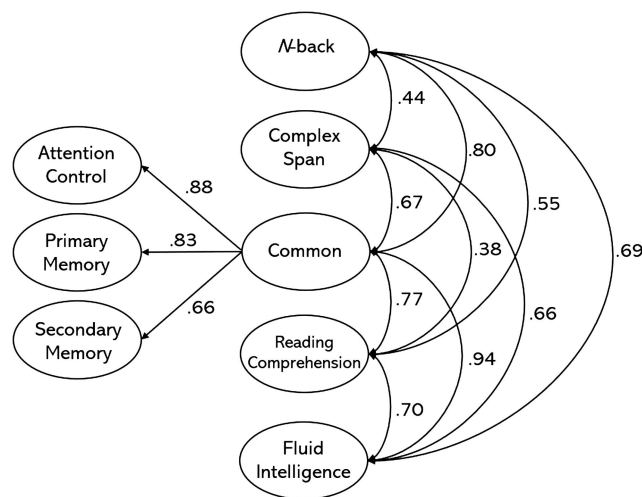 N-back
.44
Complex
Span
Attention
Control
.80
.88
.67
.55
Primary
Memory
.83
Common
.38
.69
.77
.66
Secondary
Memory
.66
Reading
Comprehension
.94
.70
Fluid
Intelligence